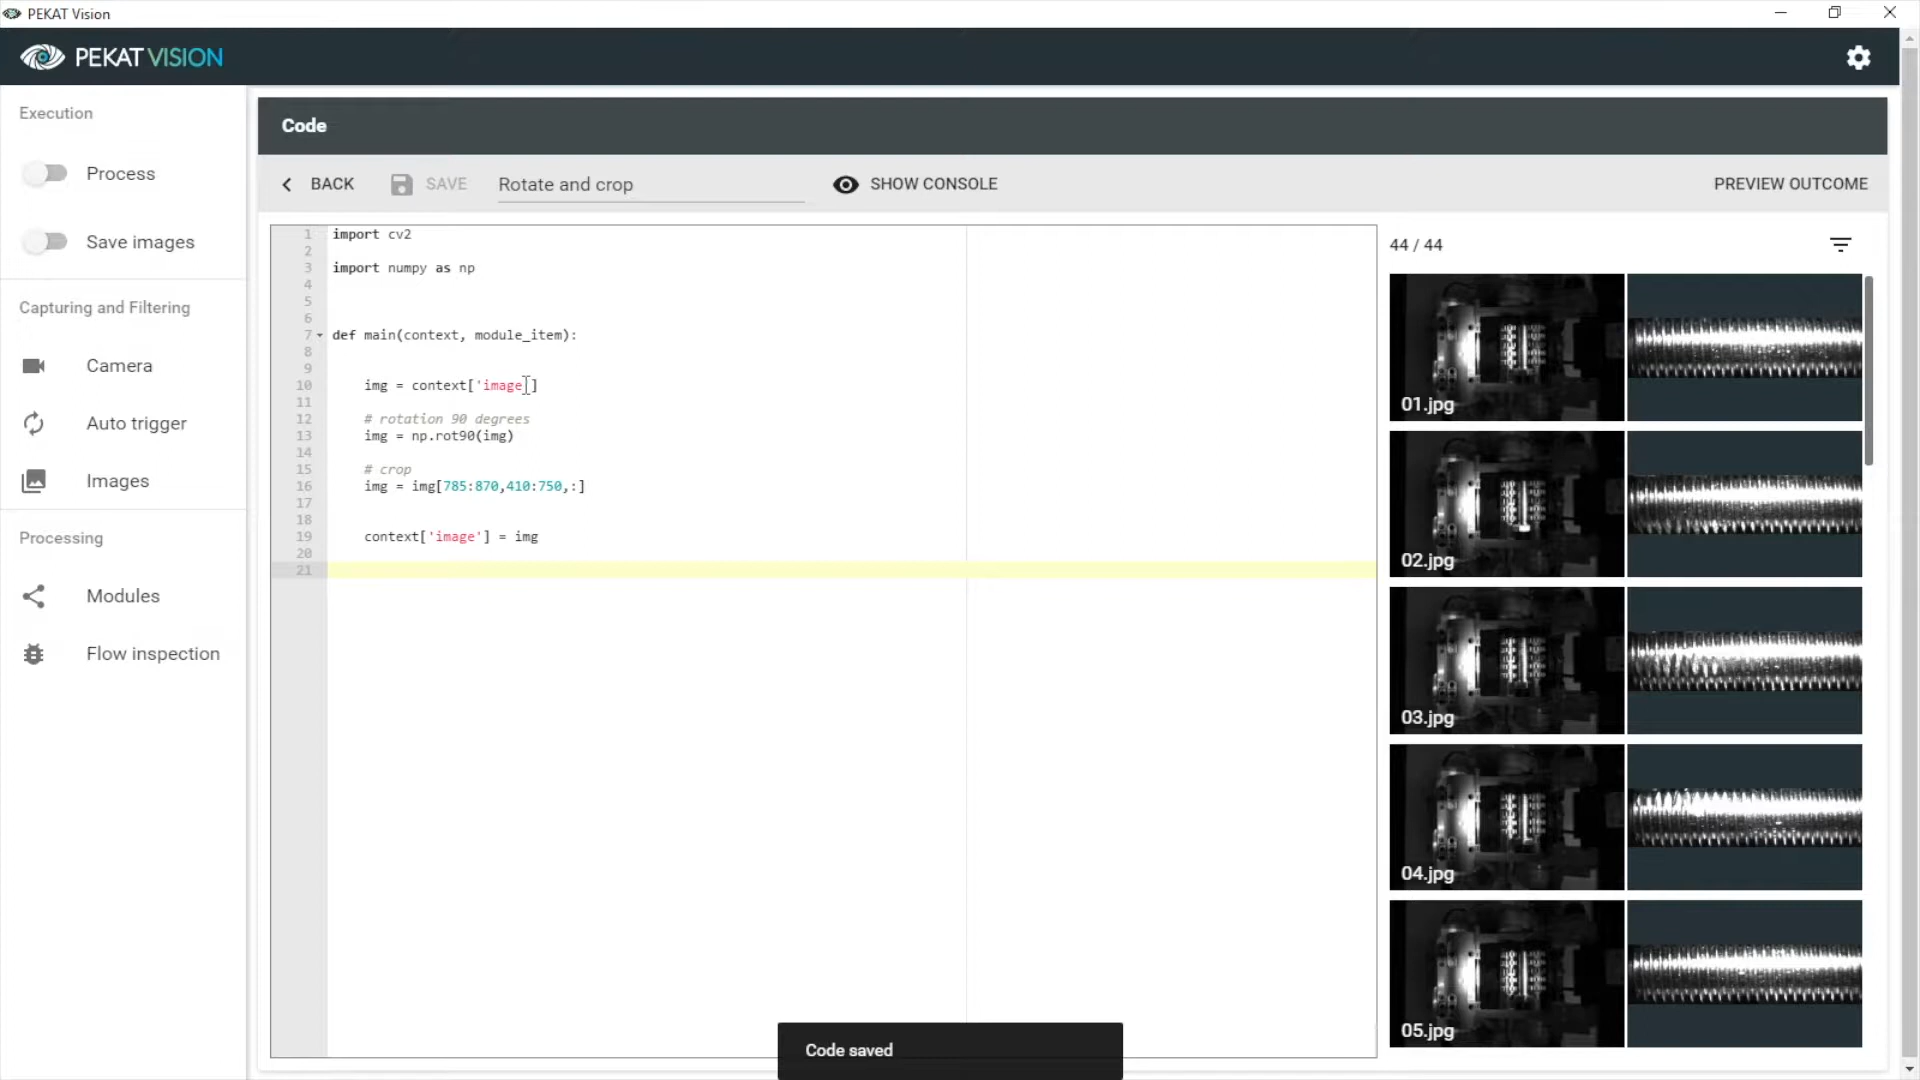 PEKAT Vision
PEKAT VISION
Execution
Process
Save images
Capturing and Filtering
Camera
Auto trigger
Images
Processing
Modules
Flow inspection
Code
BACK
SAVE
Rotate and crop
SHOW CONSOLE
PREVIEW OUTCOME
1 import cv2
2
3 import numpy as np
4
5
6
7 def main(context, module_item):
8
9
10 img = context['image']
11
12 # rotation 90 degrees
13 img = np.rot90(img)
14
15 # crop
16 img = img[785:870,410:750,:]
17
18
19 context['image'] = img
20
21
44 / 44
01.jpg
02.jpg
03.jpg
04.jpg
05.jpg
Code saved